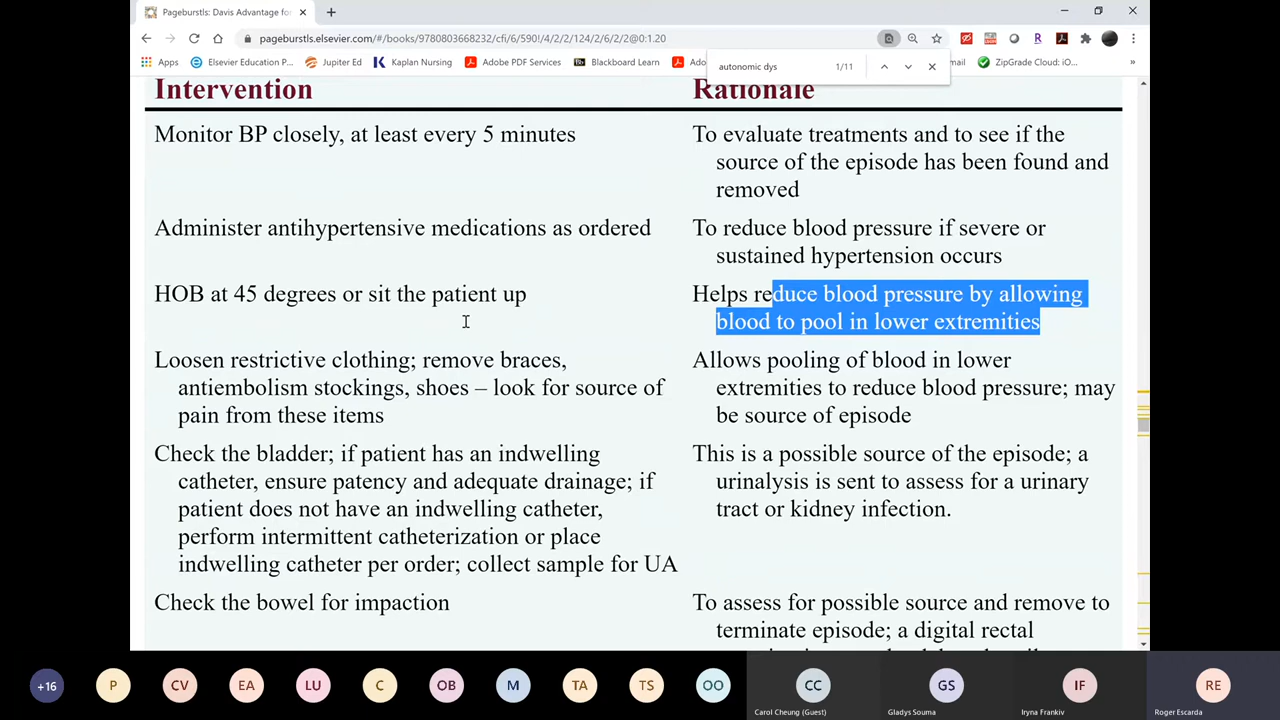 Pageburstls: Davis Advantage for
pageburstls.elsevier.com/#/books/9780803668232/cfi/6/590!/4/2/2/124/2/6/2/2@0:1.20
Apps
Elsevier Education P...
Jupiter Ed
Kaplan Nursing
Adobe PDF Services
Blackboard Learn
Ado
autonomic dys
1/11
mail
ZipGrade Cloud: iO...
»
Intervention
Rationale
Monitor BP closely, at least every 5 minutes
To evaluate treatments and to see if the
source of the episode has been found and
removed
Administer antihypertensive medications as ordered
To reduce blood pressure if severe or
sustained hypertension occurs
HOB at 45 degrees or sit the patient up
Helps reduce blood pressure by allowing
blood to pool in lower extremities
Loosen restrictive clothing; remove braces,
antiembolism stockings, shoes – look for source of
pain from these items
Allows pooling of blood in lower
extremities to reduce blood pressure; may
be source of episode
Check the bladder; if patient has an indwelling
catheter, ensure patency and adequate drainage; if
patient does not have an indwelling catheter,
perform intermittent catheterization or place
indwelling catheter per order; collect sample for UA
This is a possible source of the episode; a
urinalysis is sent to assess for a urinary
tract or kidney infection.
Check the bowel for impaction
To assess for possible source and remove to
terminate episode; a digital rectal
+16
P
CV
EA
LU
C
OB
M
TA
TS
OO
CC
GS
IF
RE
Carol Cheung (Guest)
Gladys Souma
Iryna Frankiv
Roger Escarda